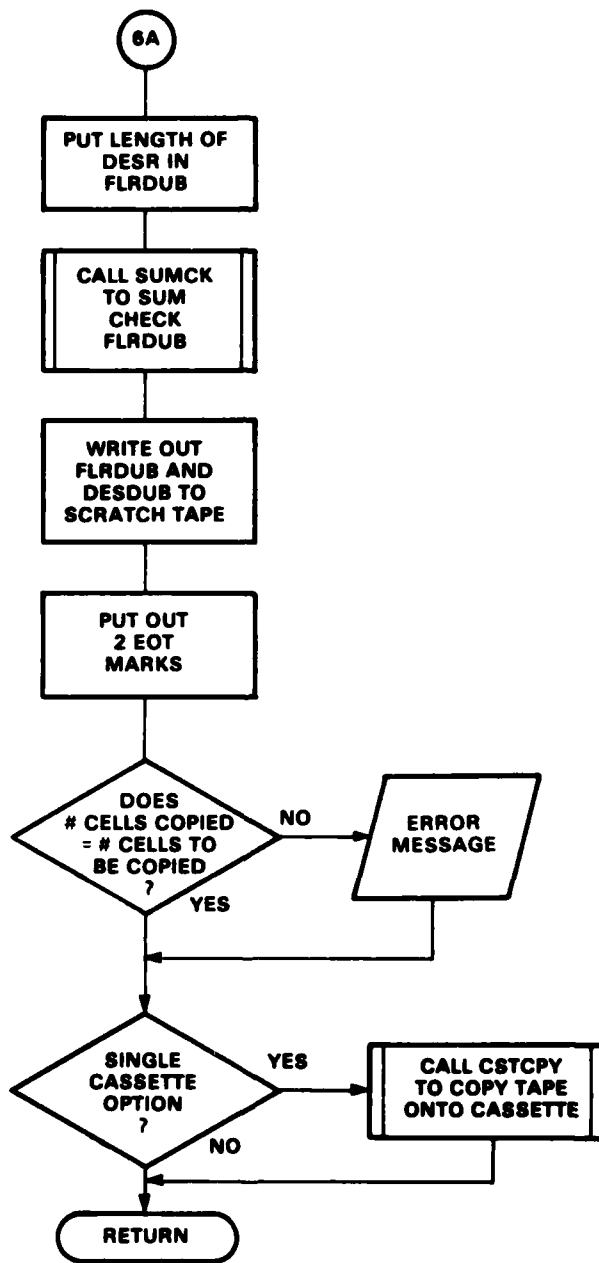 6A
PUT LENGTH OF
DESR IN
FLRDUB
CALL SUMCK
TO SUM
CHECK
FLRDUB
WRITE OUT
FLRDUB AND
DESDUB TO
SCRATCH TAPE
PUT OUT
2 EOT
MARKS
DOES
# CELLS COPIED
= # CELLS TO
BE COPIED
?
NO
YES
ERROR
MESSAGE
SINGLE
CASSETTE
OPTION
?
YES
NO
CALL CSTCPY
TO COPY TAPE
ONTO CASSETTE
RETURN